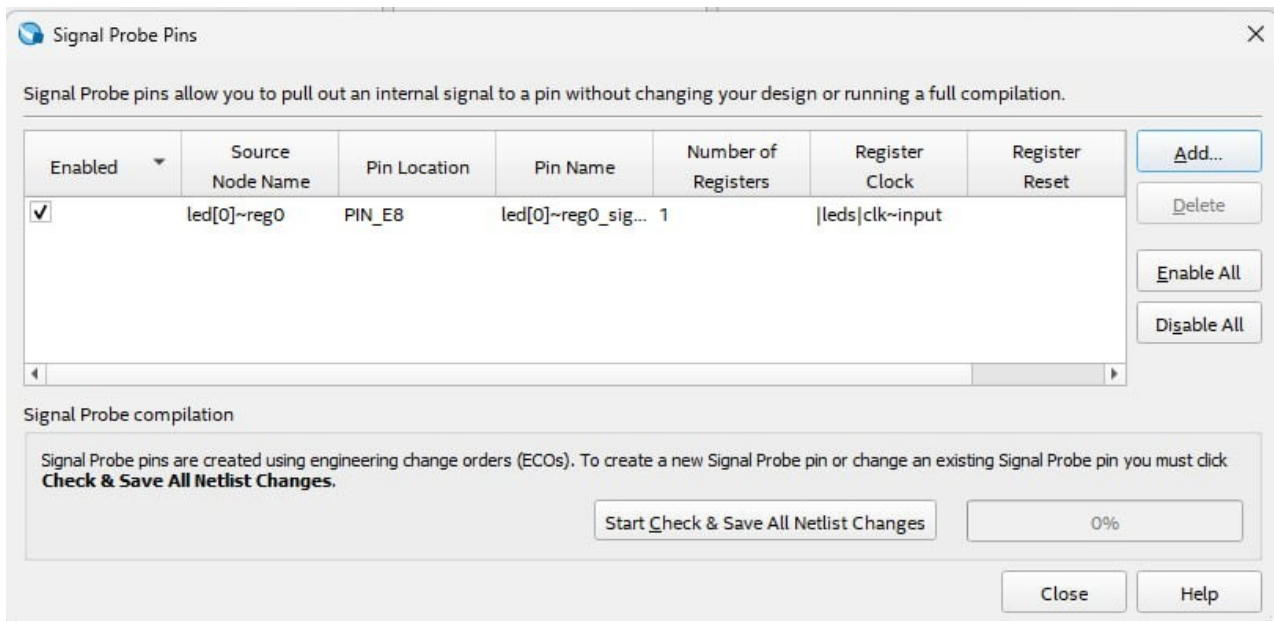 Signal Probe Pins
Signal Probe pins allow you to pull out an internal signal to a pin without changing your design or running a full compilation.
Enabled
Source
Node Name
Pin Location
Pin Name
Number of
Registers
Register
Clock
Register
Reset
led[0]~reg0 PIN_E8 led[0]~reg0_sig... 1 |leds|clk~input
Add...
Delete
Enable All
Disable All
Signal Probe compilation
Signal Probe pins are created using engineering change orders (ECOs). To create a new Signal Probe pin or change an existing Signal Probe pin you must click
Check & Save All Netlist Changes.
Start Check & Save All Netlist Changes 0%
Close Help